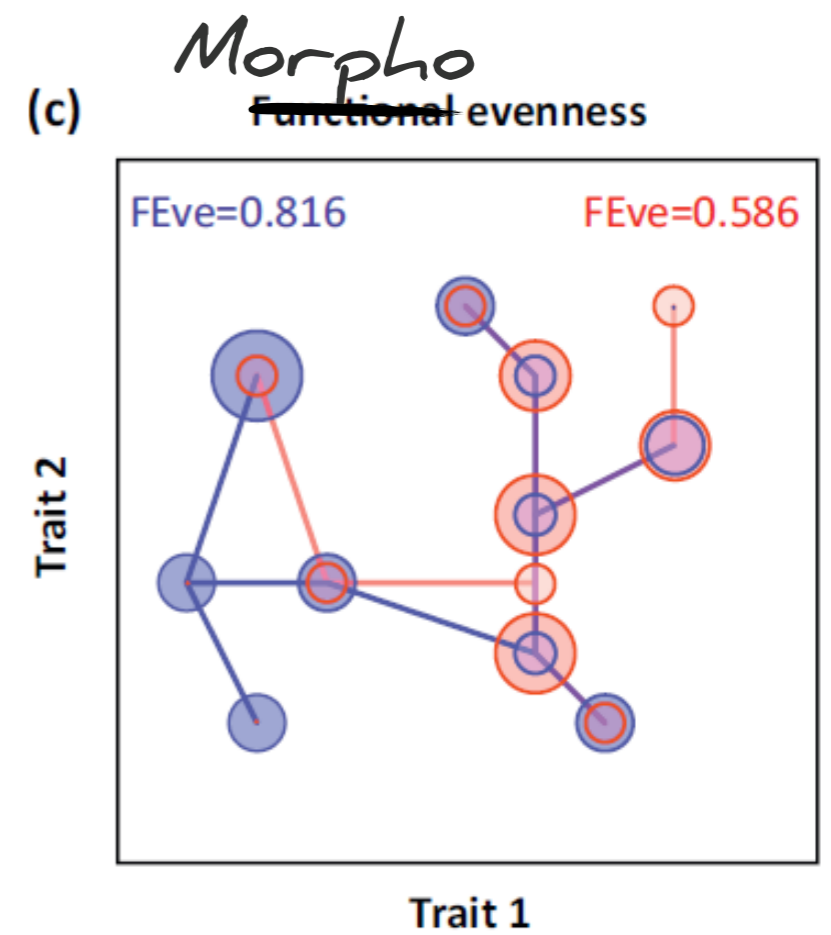 Morpho
(c) Functional evenness
FEve=0.816 FEve=0.586
Trait 2
Trait 1